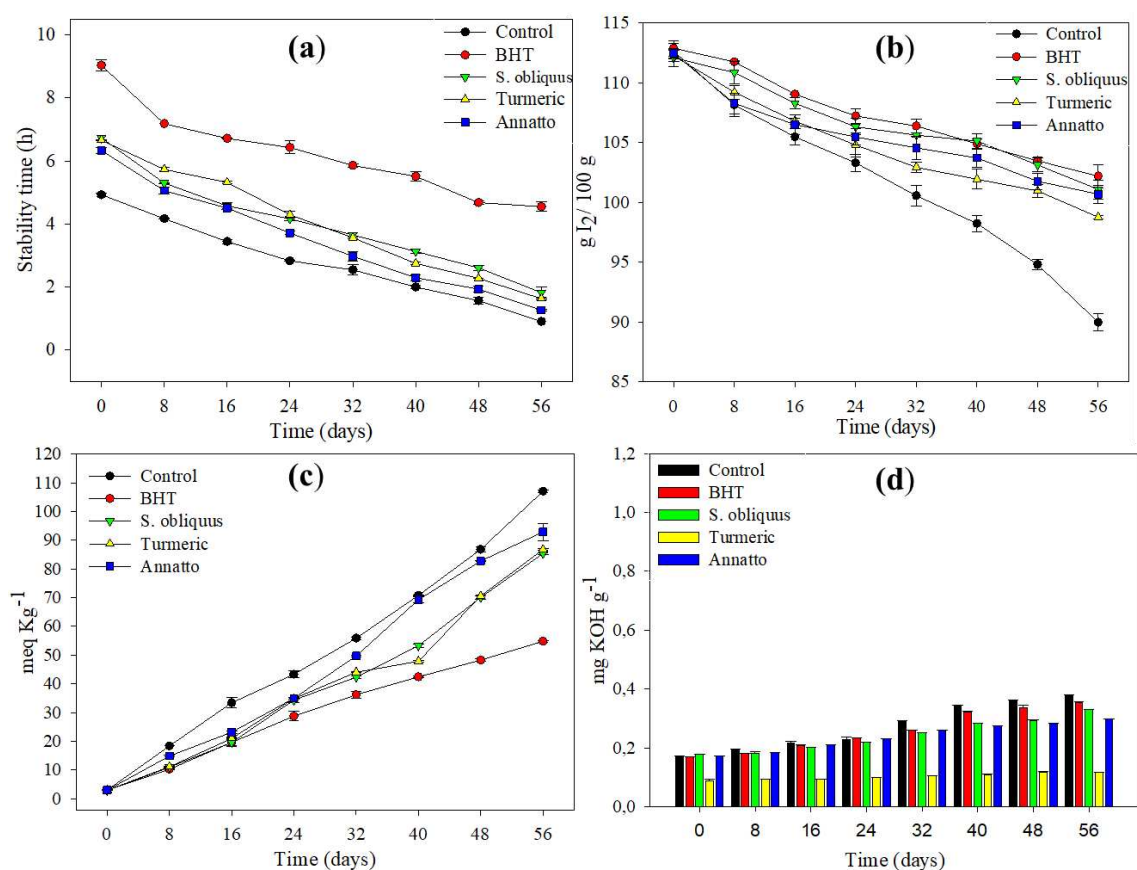 (a)
Control
BHT
S. obliquus
Turmeric
Annatto
Stability time (h)
10
8
6
4
2
0
0 8 16 24 32 40 48 56
Time (days)
(b)
Control
BHT
S. obliquus
Turmeric
Annatto
g I₂/ 100 g
115
110
105
100
95
90
85
0 8 16 24 32 40 48 56
Time (days)
(c)
Control
BHT
S. obliquus
Turmeric
Annatto
meq Kg⁻¹
120
110
100
90
80
70
60
50
40
30
20
10
0
0 8 16 24 32 40 48 56
Time (days)
(d)
Control
BHT
S. obliquus
Turmeric
Annatto
mg KOH g⁻¹
1,2
1,0
0,8
0,6
0,4
0,2
0,0
0 8 16 24 32 40 48 56
Time (days)